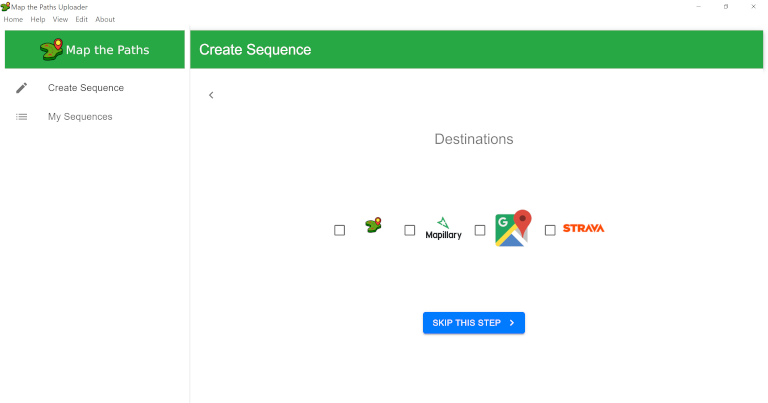 Map the Paths Uploader
Home Help View Edit About
Map the Paths
Create Sequence
Create Sequence
My Sequences
Destinations
Mapillary
G
STRAVA
SKIP THIS STEP